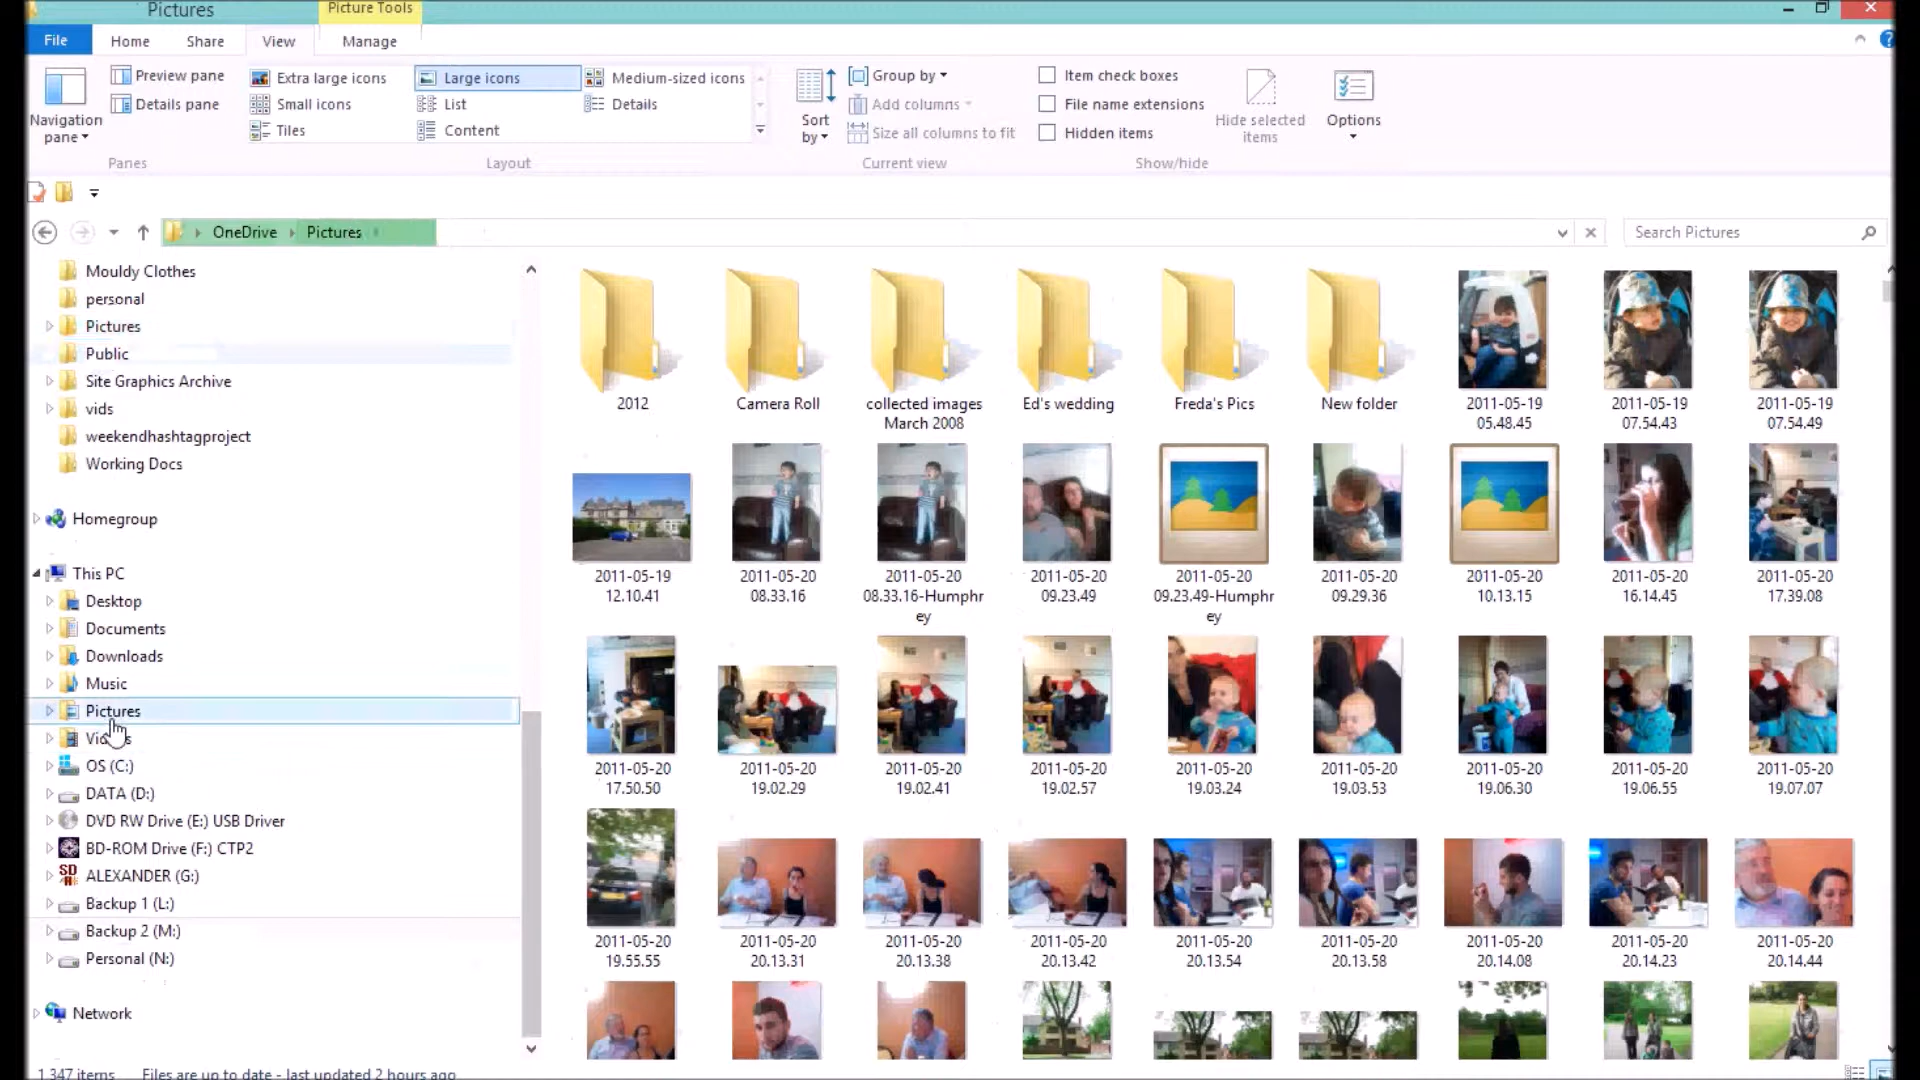 Pictures
Picture Tools
File
Home
Share
View
Manage
Navigation
pane
Preview pane
Details pane
Panes
Extra large icons
Large icons
Medium-sized icons
Small icons
List
Details
Tiles
Content
Layout
Sort
by
Group by
Add columns
Size all columns to fit
Current view
Item check boxes
File name extensions
Hidden items
Hide selected
items
Show/hide
Options
OneDrive
Pictures
Search Pictures
Mouldy Clothes
personal
Pictures
Public
Site Graphics Archive
vids
weekendhashtagproject
Working Docs
Homegroup
This PC
Desktop
Documents
Downloads
Music
Pictures
OS (C:)
DATA (D:)
DVD RW Drive (E:) USB Driver
BD-ROM Drive (F:) CTP2
ALEXANDER (G:)
Backup 1 (L:)
Backup 2 (M:)
Personal (N:)
Network
2012
Camera Roll
collected images
March 2008
Ed's wedding
Freda's Pics
New folder
2011-05-19
05.48.45
2011-05-19
07.54.43
2011-05-19
07.54.49
2011-05-19
12.10.41
2011-05-20
08.33.16
2011-05-20
08.33.16-Humphr
ey
2011-05-20
09.23.49
2011-05-20
09.23.49-Humphr
ey
2011-05-20
09.29.36
2011-05-20
10.13.15
2011-05-20
16.14.45
2011-05-20
17.39.08
2011-05-20
17.50.50
2011-05-20
19.02.29
2011-05-20
19.02.41
2011-05-20
19.02.57
2011-05-20
19.03.24
2011-05-20
19.03.53
2011-05-20
19.06.30
2011-05-20
19.06.55
2011-05-20
19.07.07
2011-05-20
19.55.55
2011-05-20
20.13.31
2011-05-20
20.13.38
2011-05-20
20.13.42
2011-05-20
20.13.54
2011-05-20
20.13.58
2011-05-20
20.14.08
2011-05-20
20.14.23
2011-05-20
20.14.44
1,347 items
Files are up to date - last updated 2 hours ago